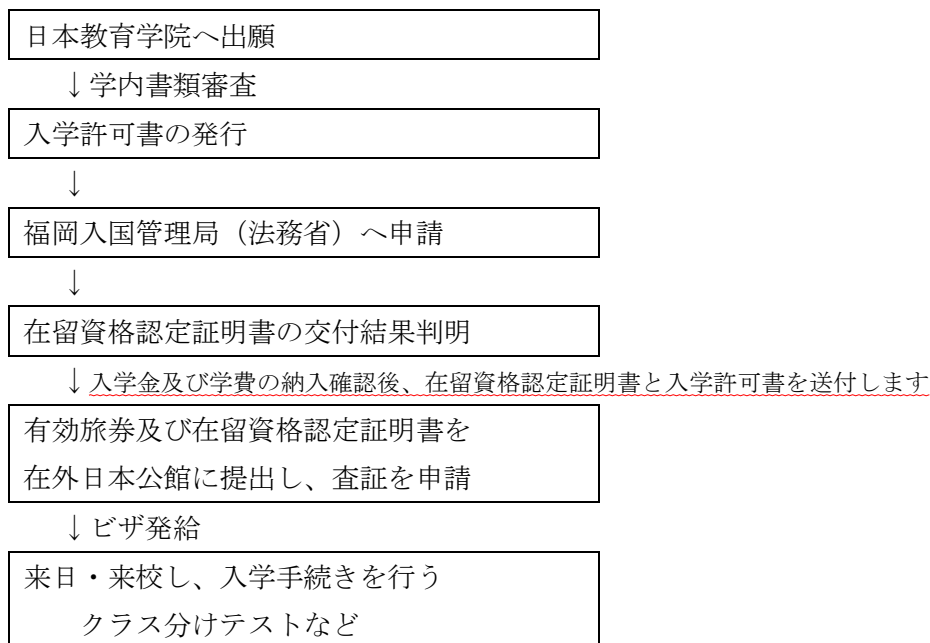 日本教育学院へ出願
↓学内書類審査
入学許可書の発行
↓
福岡入国管理局（法務省）へ申請
↓
在留資格認定証明書の交付結果判明
↓入学金及び学費の納入確認後、在留資格認定証明書と入学許可書を送付します
有効旅券及び在留資格認定証明書を
在外日本公館に提出し、査証を申請
↓ビザ発給
来日・来校し、入学手続きを行う
クラス分けテストなど